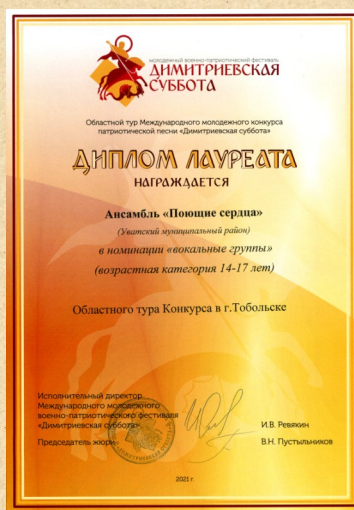 молодежный военно-патриотический фестиваль
ДИМИТРИЕВСКАЯ
СУББОТА
Областной тур Международного молодежного конкурса
патриотической песни «Димитриевская суббота»
ДИПЛОМ ЛАУРЕАТА
НАГРАЖДАЕТСЯ
Ансамбль «Поющие сердца»
(Уватский муниципальный район)
в номинации «вокальные группы»
(возрастная категория 14-17 лет)
Областного тура Конкурса в г.Тобольске
Исполнительный директор
Международного молодежного
военно-патриотического фестиваля
«Димитриевская суббота»
И.В. Ревякин
Председатель жюри
В.Н. Пустыльников
2021 г.